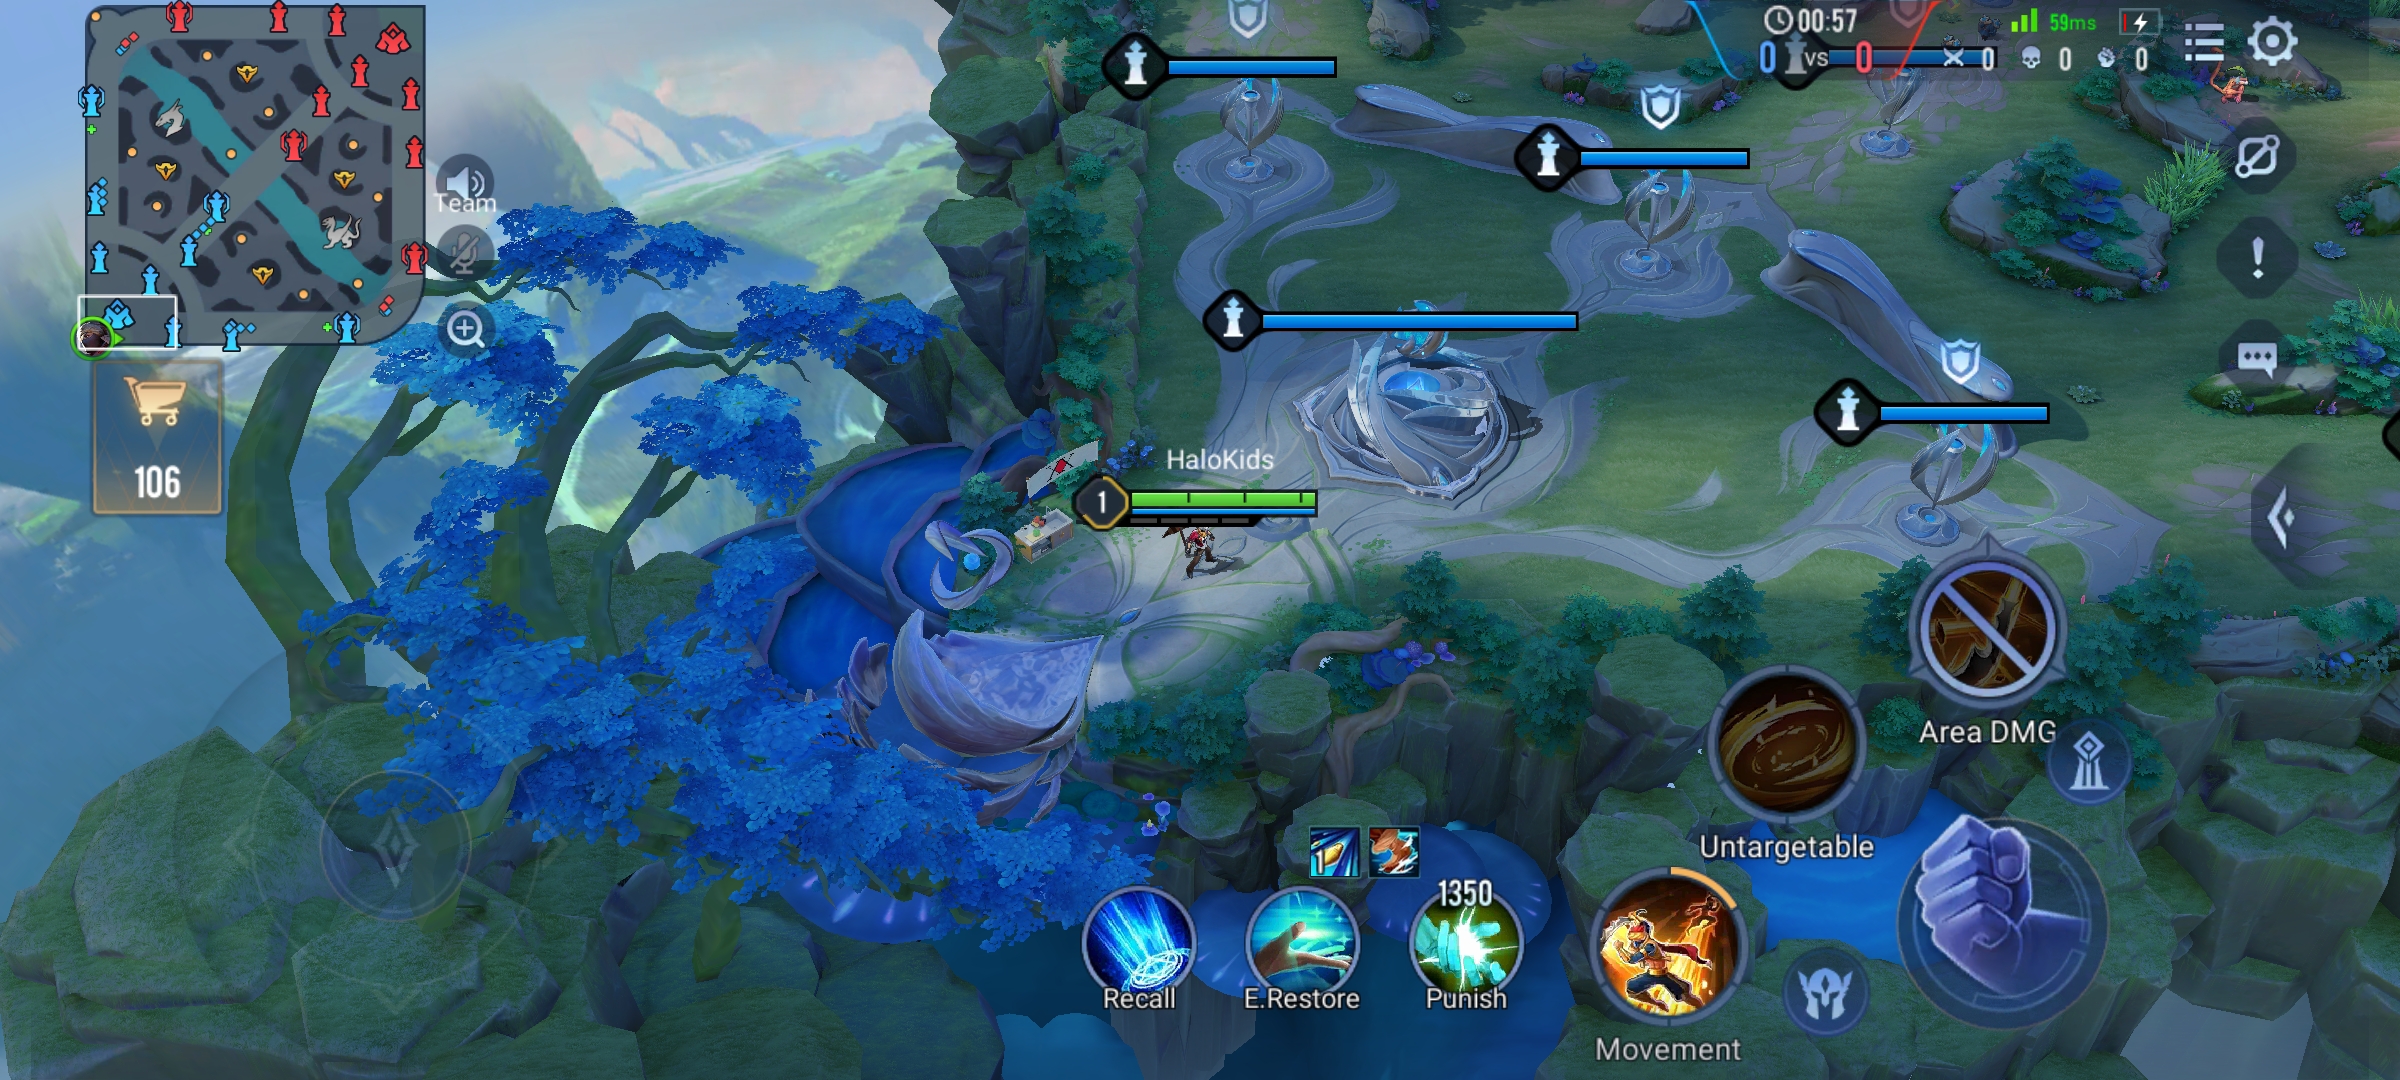 00:57
59ms
0 vs 0
0
0
0
Team
106
HaloKids
1
Area DMG
Untargetable
1350
Recall
E.Restore
Punish
Movement